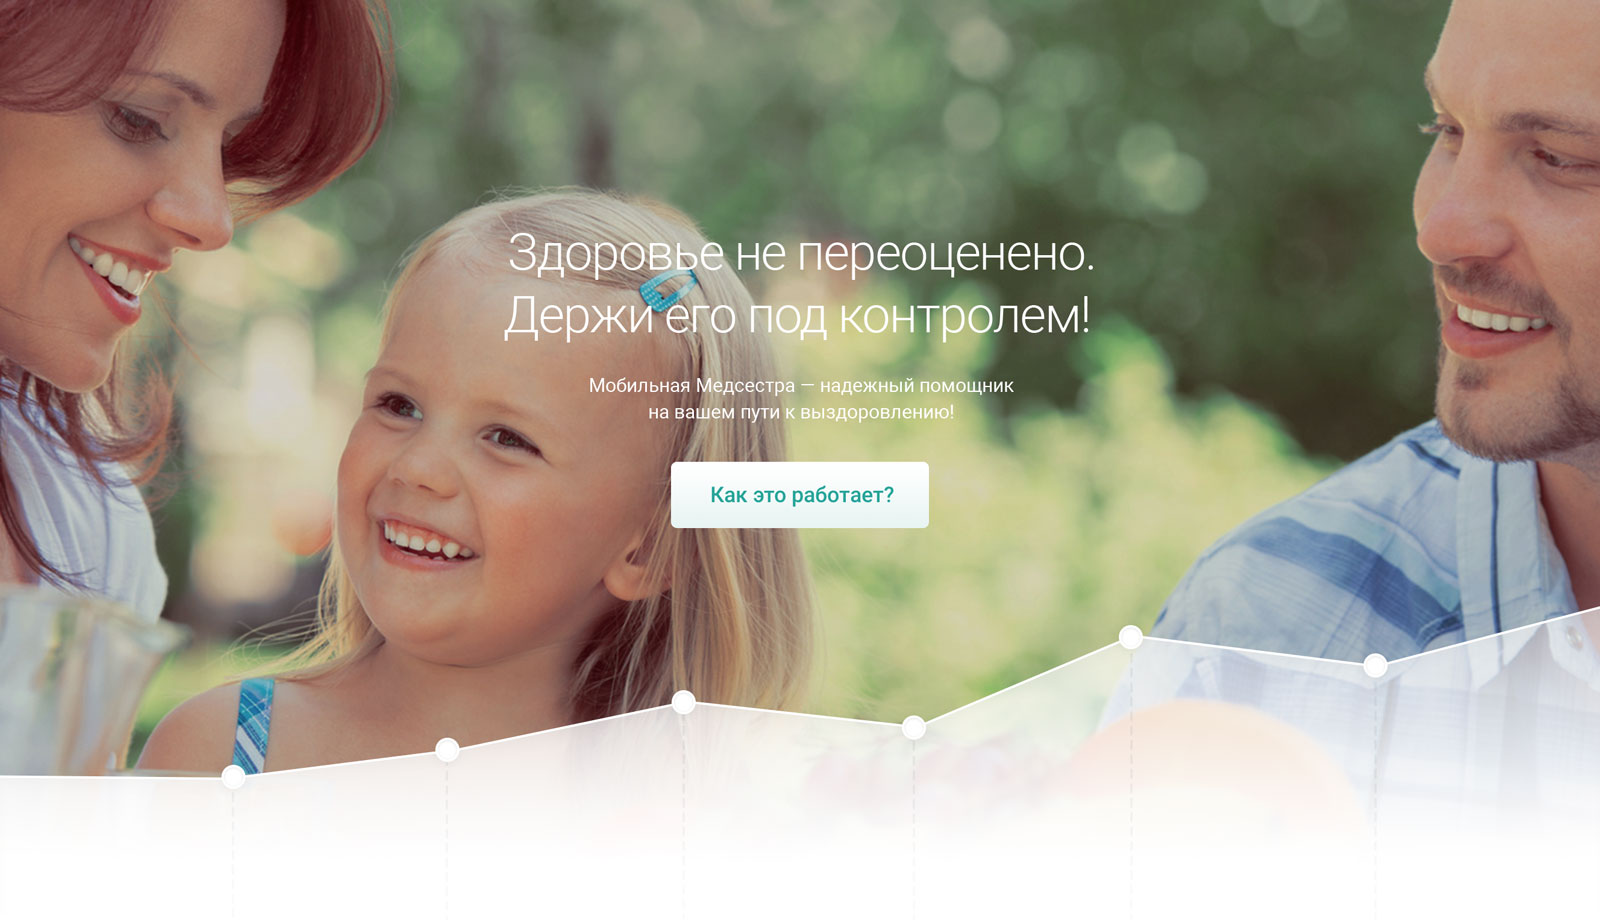 Здоровье не переоценено.
Держи его под контролем!
Мобильная Медсестра — надежный помощник
на вашем пути к выздоровлению!
Как это работает?